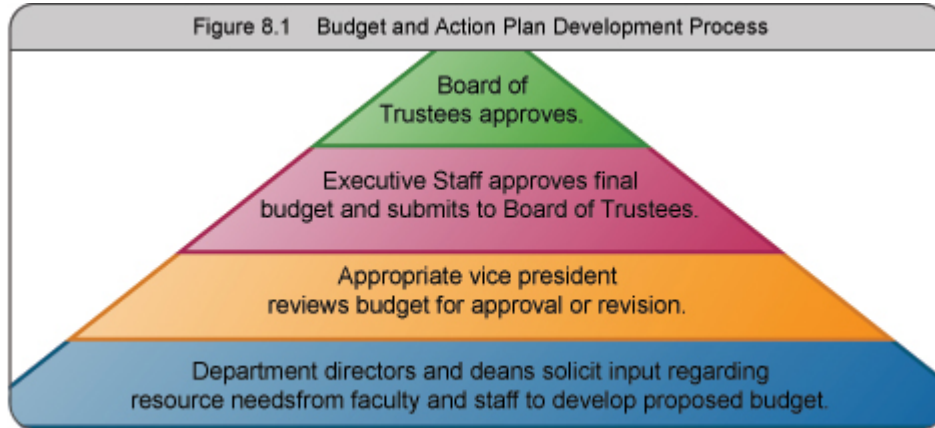 Figure 8.1 Budget and Action Plan Development Process
Board of
Trustees approves.
Executive Staff approves final
budget and submits to Board of Trustees.
Appropriate vice president
reviews budget for approval or revision.
Department directors and deans solicit input regarding
resource needsfrom faculty and staff to develop proposed budget.